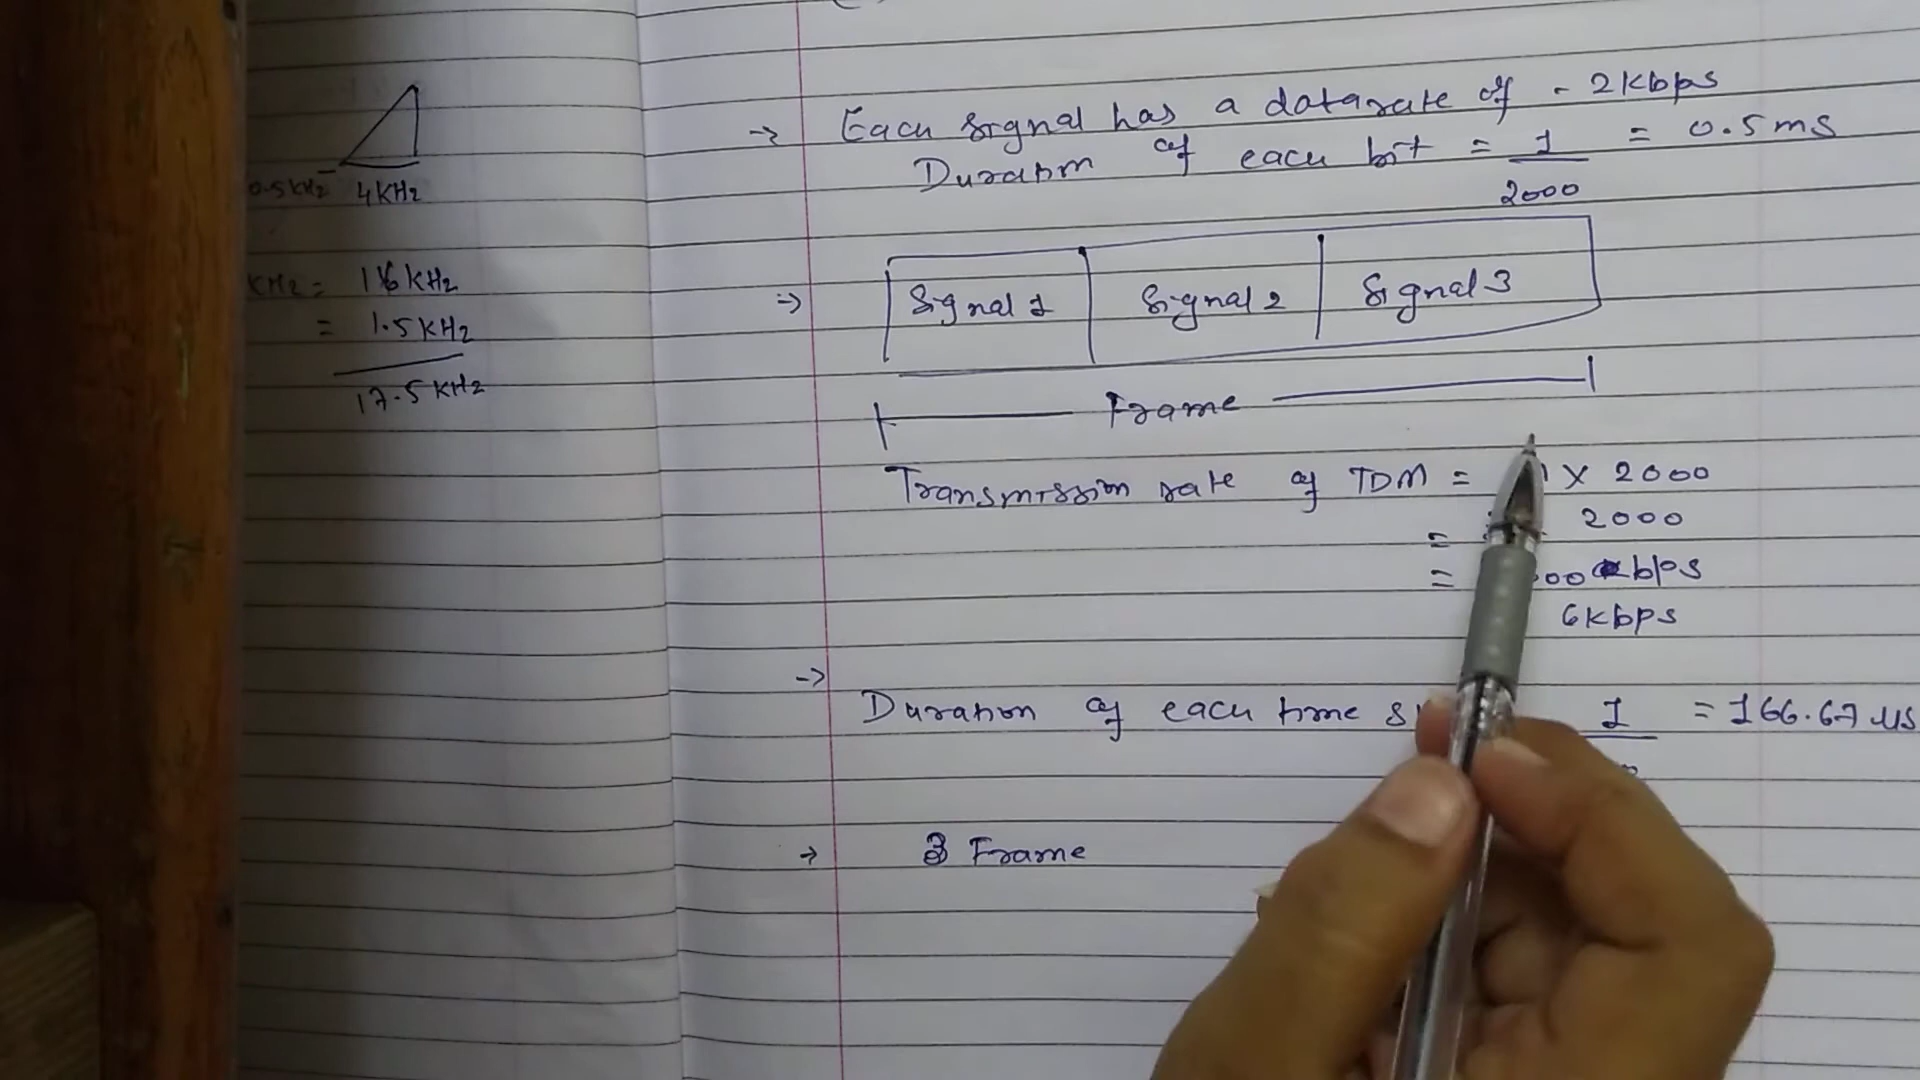 0.5KHz 4KHz
KHz = 16KHz
= 1.5KHz
17.5KHz
→ Each signal has a datarate of - 2kbps
Duration of each bit = 1 / 2000 = 0.5ms
→ Signal 1 Signal 2 Signal 3
Frame
Transmission rate of TDM = X 2000
= 2000
= 00 bps
6kbps
→
Duration of each time = 1 = 166.67 us
→ 3 Frame